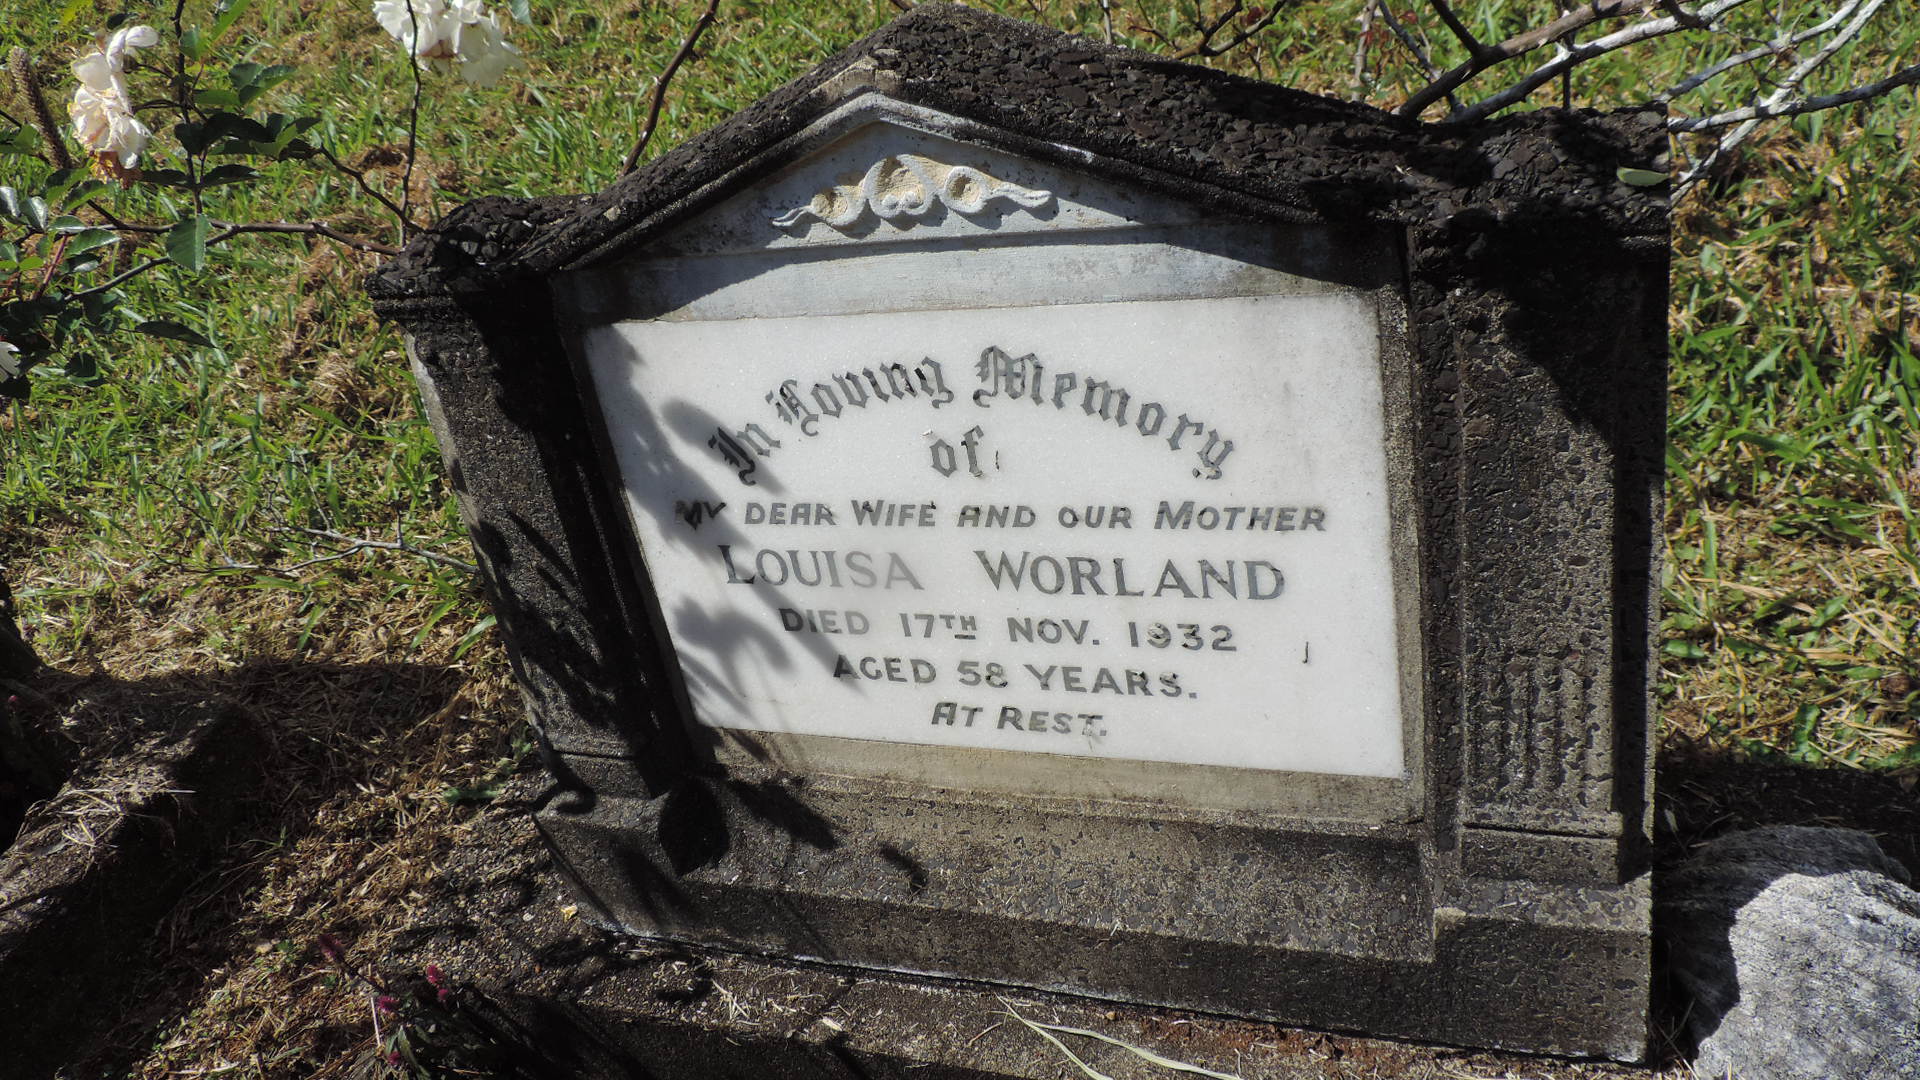 In Loving Memory
of
MY DEAR WIFE AND OUR MOTHER
LOUISA WORLAND
DIED 17TH NOV. 1932
AGED 58 YEARS.
AT REST.